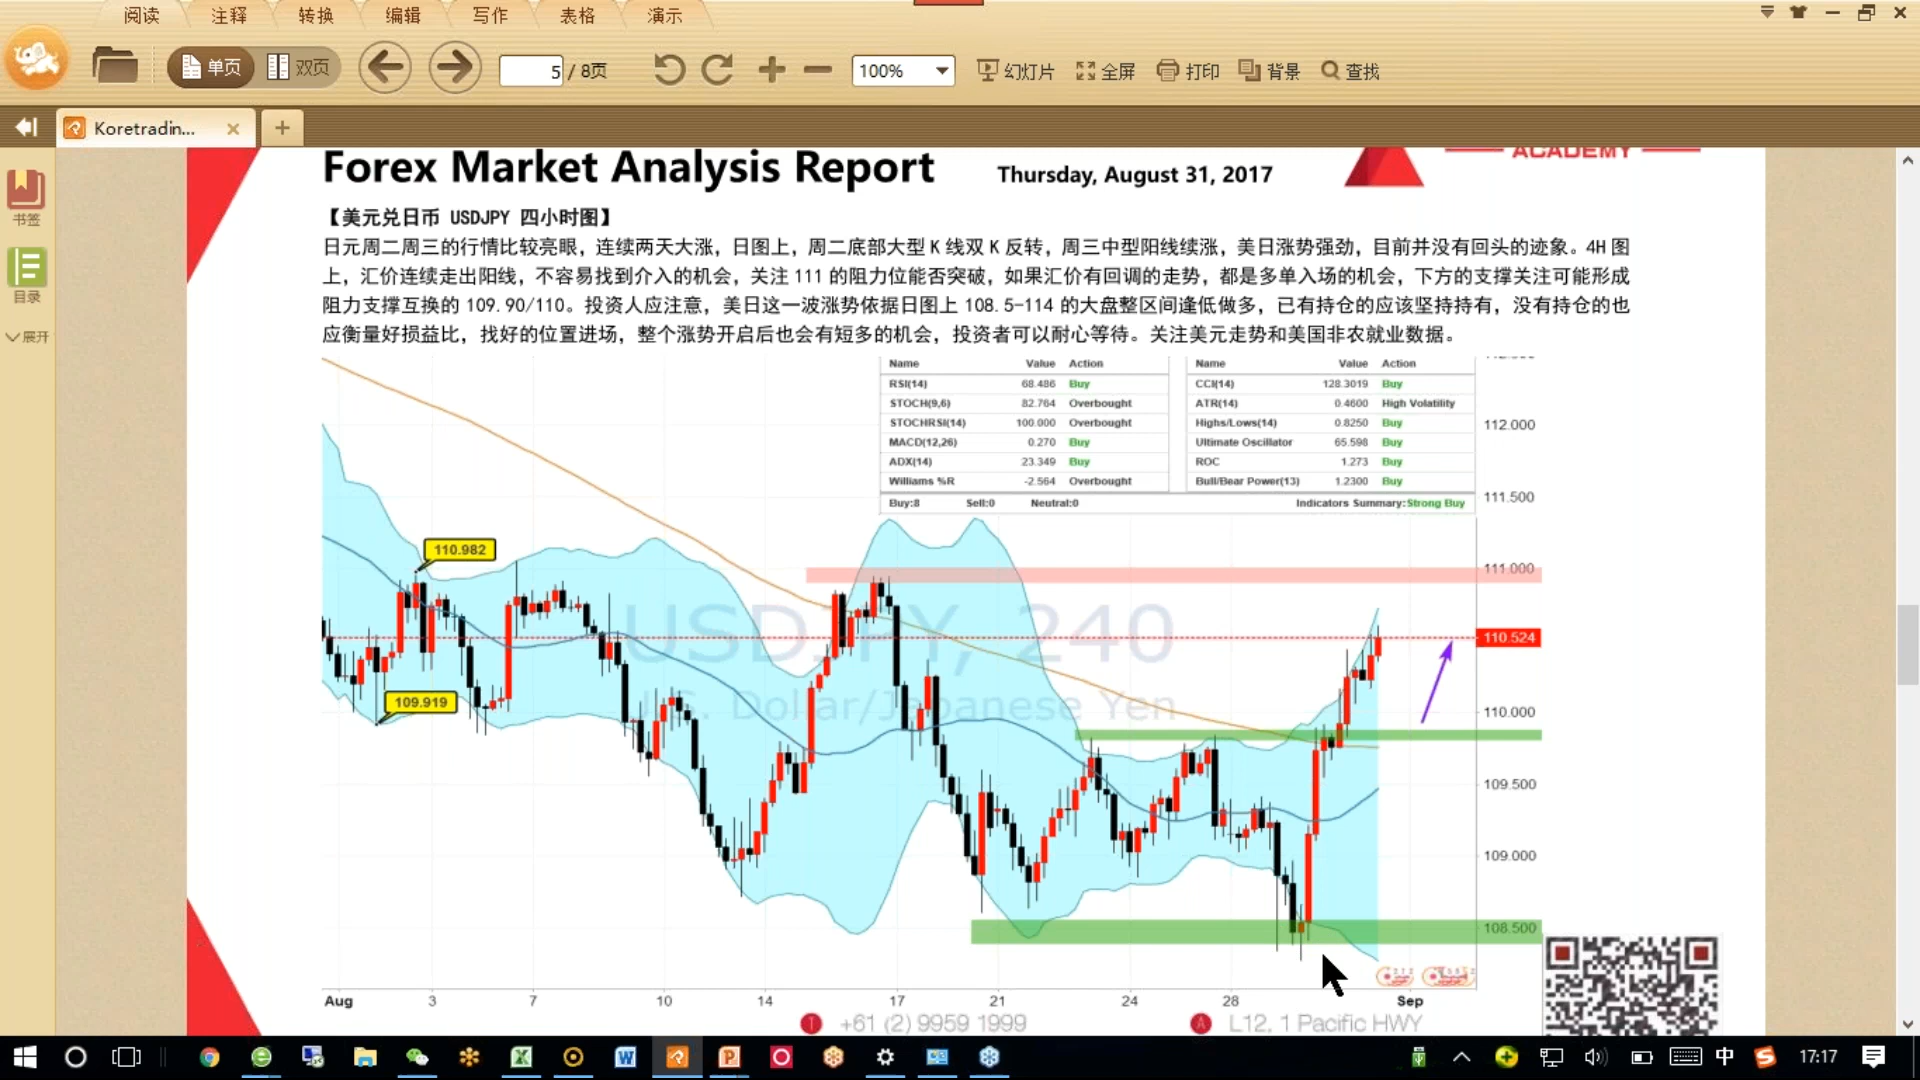 阅读 注释 转换 编辑 写作 表格 演示
单页 双页 5 / 8页 100% 幻灯片 全屏 打印 背景 查找
Koretradin...
书签
目录
展开
ACADEMY
Forex Market Analysis Report Thursday, August 31, 2017
【美元兑日币 USDJPY 四小时图】
日元周二周三的行情比较亮眼，连续两天大涨，日图上，周二底部大型 K 线双 K 反转，周三中型阳线续涨，美日涨势强劲，目前并没有回头的迹象。4H 图
上，汇价连续走出阳线，不容易找到介入的机会，关注 111 的阻力位能否突破，如果汇价有回调的走势，都是多单入场的机会，下方的支撑关注可能形成
阻力支撑互换的 109.90/110。投资人应注意，美日这一波涨势依据日图上 108.5-114 的大盘整区间逢低做多，已有持仓的应该坚持持有，没有持仓的也
应衡量好损益比，找好的位置进场，整个涨势开启后也会有短多的机会，投资者可以耐心等待。关注美元走势和美国非农就业数据。
Name Value Action Name Value Action
RSI(14) 68.486 Buy CCI(14) 128.3019 Buy
STOCH(9,6) 82.764 Overbought ATR(14) 0.4600 High Volatility
STOCHRSI(14) 100.000 Overbought Highs/Lows(14) 0.8250 Buy
MACD(12,26) 0.270 Buy Ultimate Oscillator 65.598 Buy
ADX(14) 23.349 Buy ROC 1.273 Buy
Williams %R -2.564 Overbought Bull/Bear Power(13) 1.2300 Buy
Buy:8 Sell:0 Neutral:0 Indicators Summary:Strong Buy
112.000
111.500
111.000
110.982
110.524
USDJPY, 240
U.S. Dollar/Japanese Yen
109.919
110.000
109.500
109.000
108.500
Aug 3 7 10 14 17 21 24 28 Sep
T +61 (2) 9959 1999 A L12, 1 Pacific HWY
中 17:17